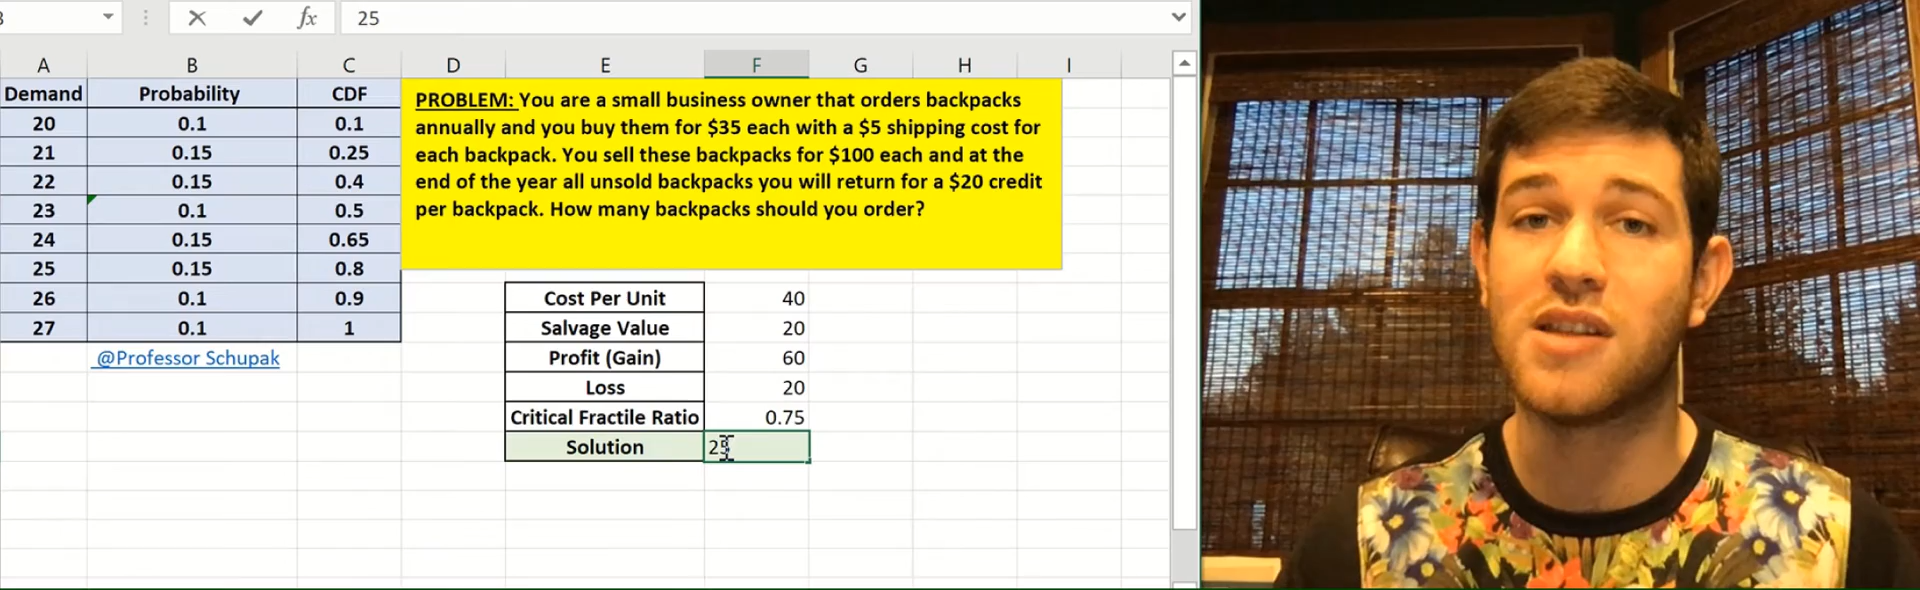 fx 25
A B C D E F G H I
Demand Probability CDF
20 0.1 0.1
21 0.15 0.25
22 0.15 0.4
23 0.1 0.5
24 0.15 0.65
25 0.15 0.8
26 0.1 0.9
27 0.1 1
@Professor Schupak
PROBLEM: You are a small business owner that orders backpacks
annually and you buy them for $35 each with a $5 shipping cost for
each backpack. You sell these backpacks for $100 each and at the
end of the year all unsold backpacks you will return for a $20 credit
per backpack. How many backpacks should you order?
Cost Per Unit 40
Salvage Value 20
Profit (Gain) 60
Loss 20
Critical Fractile Ratio 0.75
Solution